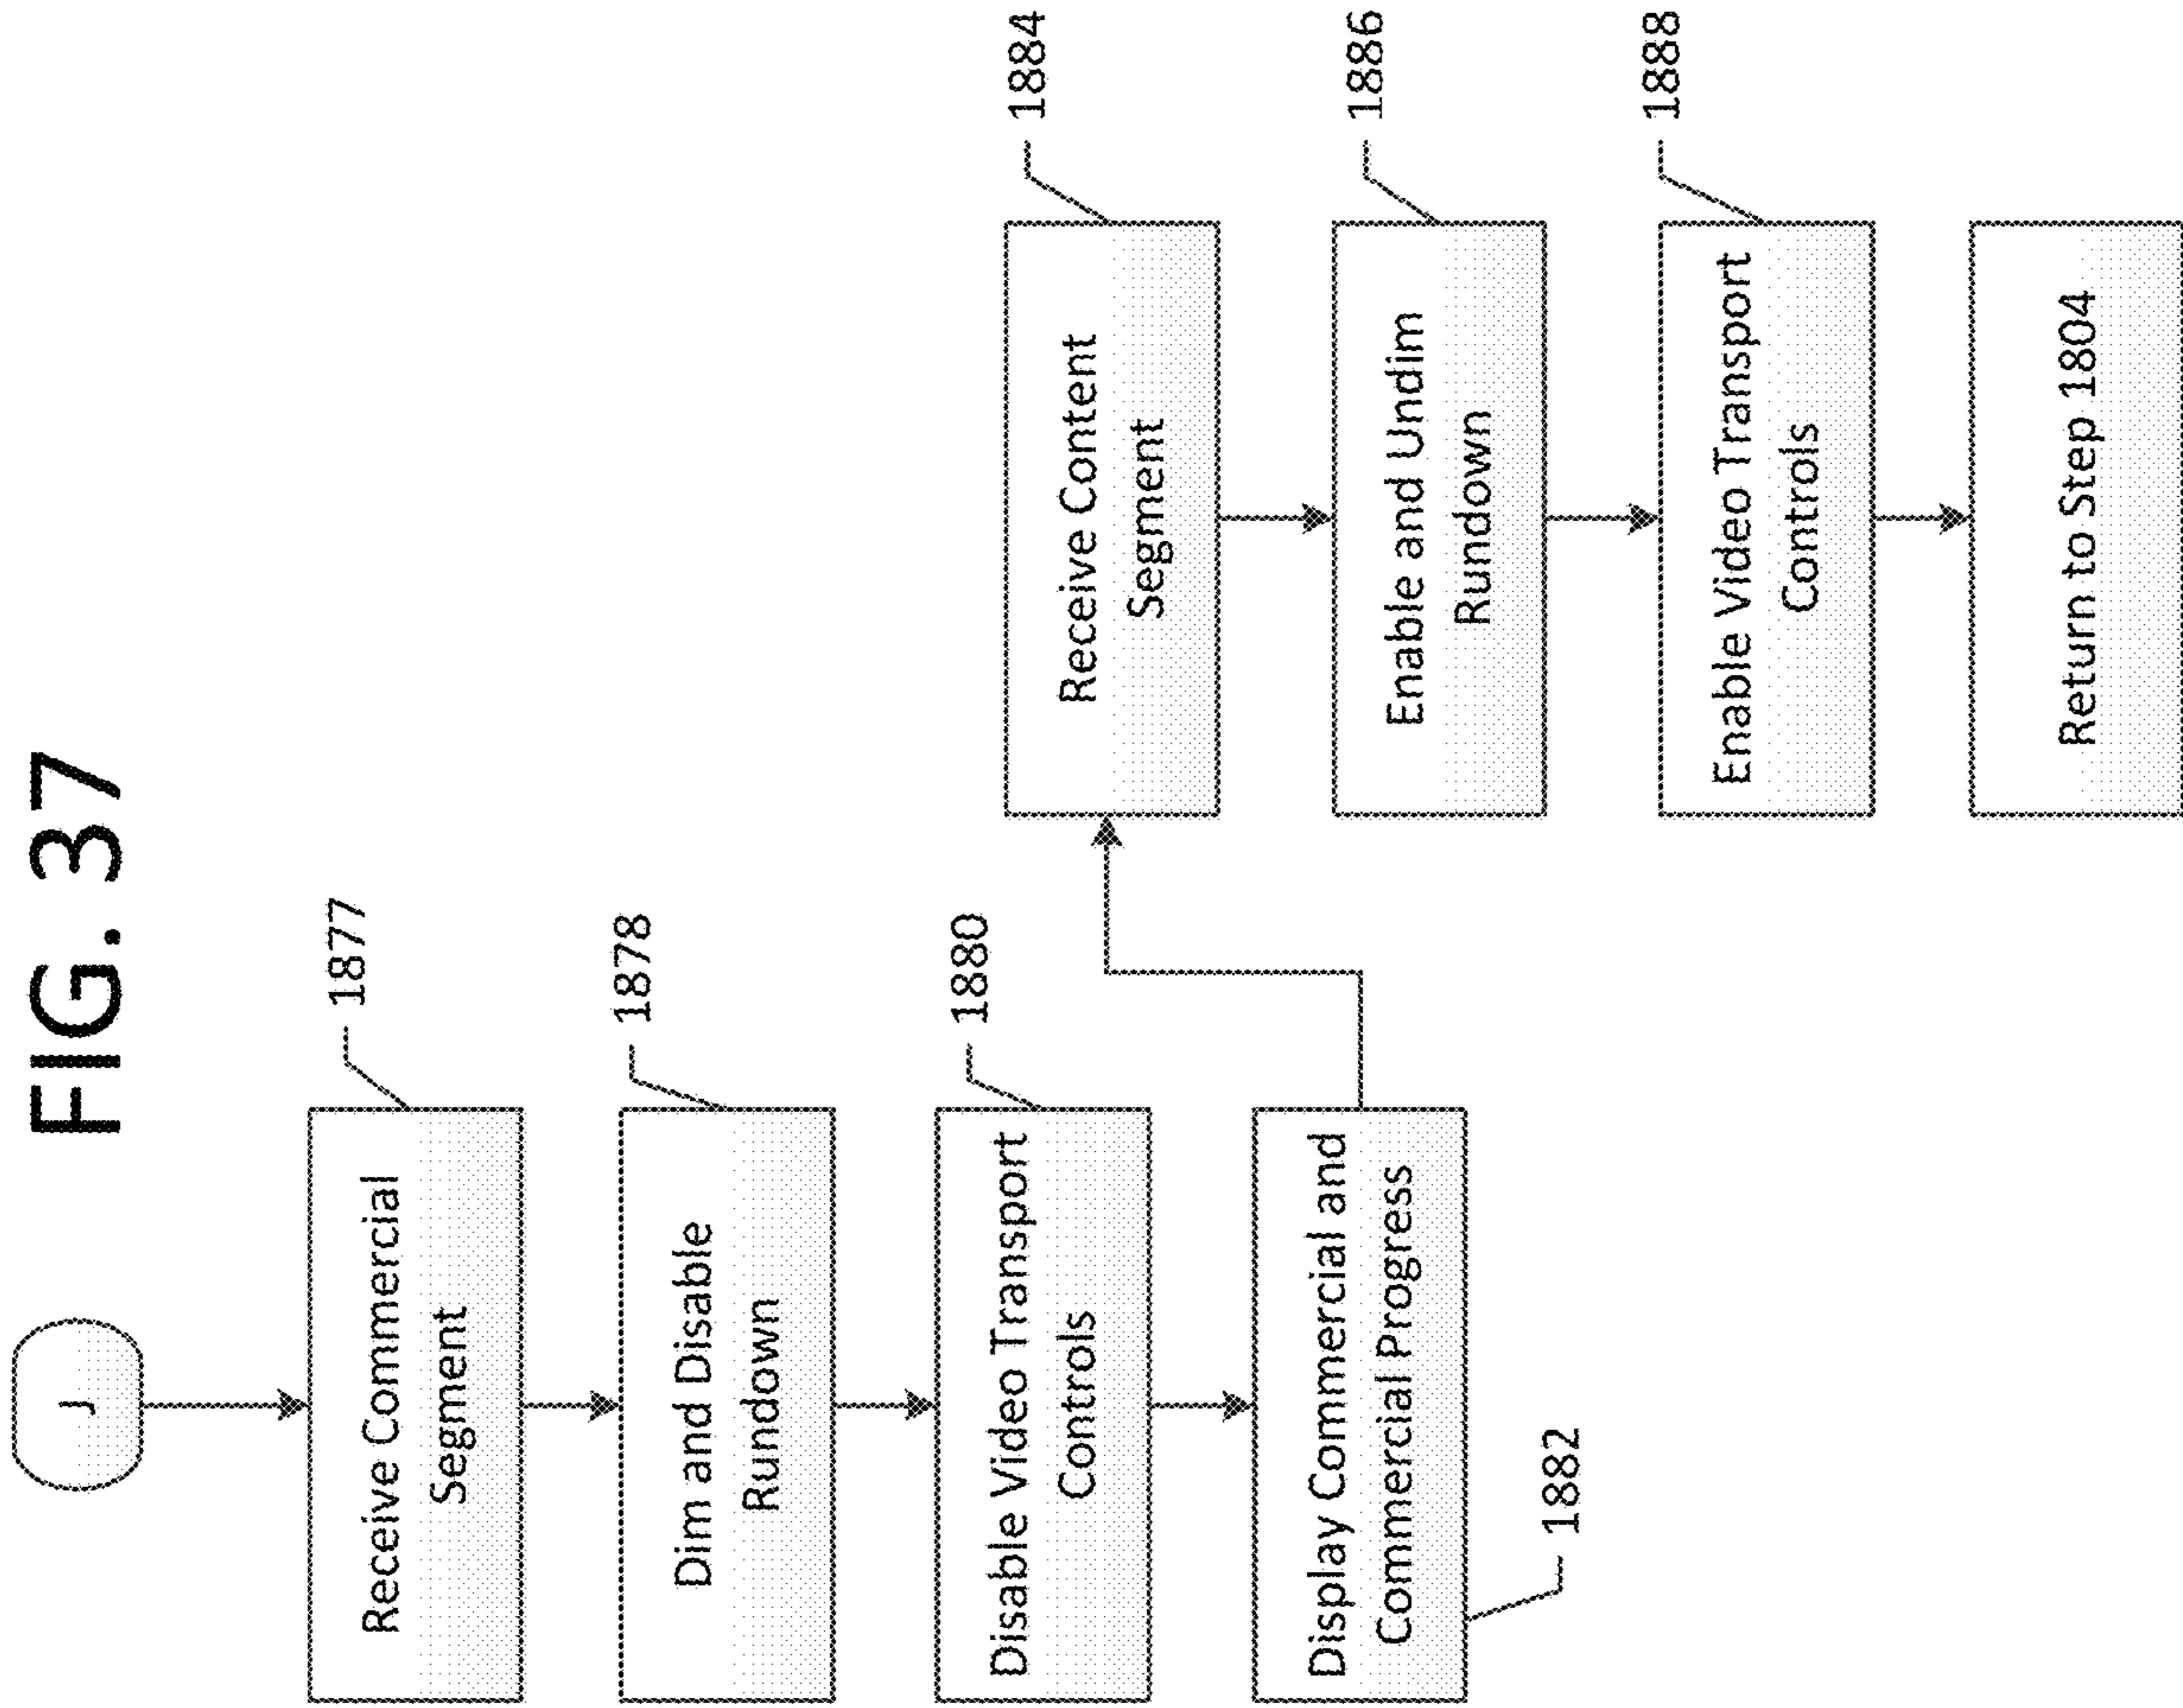 FIG. 37
J
Receive Commercial
Segment
1877
Dim and Disable
Rundown
1878
Disable Video Transport
Controls
1880
Display Commercial and
Commercial Progress
1882
Receive Content
Segment
1884
Enable and Undim
Rundown
1886
Enable Video Transport
Controls
1888
Return to Step 1804